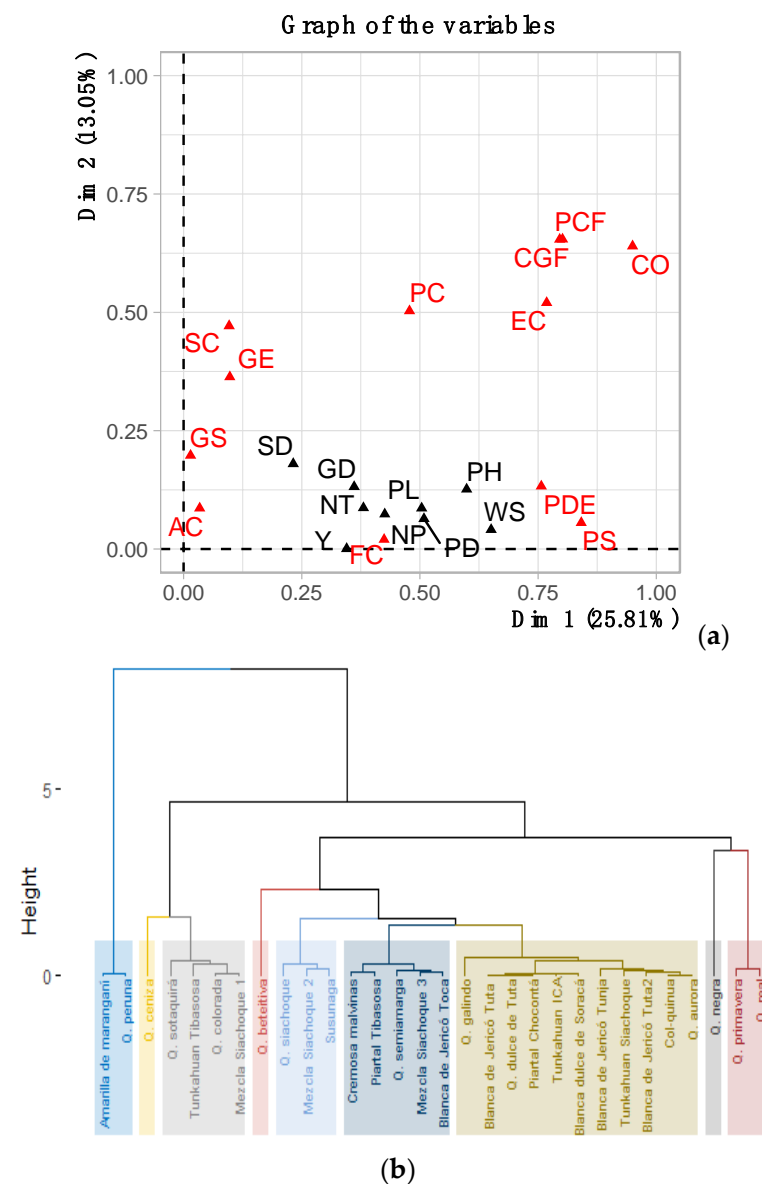 Graph of the variables
Dim 2 (13.05%)
1.00
0.75
0.50
0.25
0.00
PCF
CGF
CO
PC
EC
SC
GE
GS
SD
GD
PL
PH
NT
PDE
AC
WS
Y
FC
NP
PD
PS
0.00 0.25 0.50 0.75 1.00
Dim 1 (25.81%)
(a)
Height
5-
0-
Amarilla de marangani
Q. peruna
Q. ceniza
Q. sotaquirá
Tunkahuan Tibasosa
Q. colorada
Mezcla Siachoque 1
Q. beteitiva
Q. siachoque
Mezcla Siachoque 2
Susunaga
Cremosa malvinas
Piartal Tibasosa
Q. semiamarga
Mezcla Siachoque 3
Blanca de Jericó Toca
Q. galindo
Blanca de Jericó Tuta
Q. dulce de Tuta
Piartal Chocontá
Tunkahuan ICA
Blanca dulce de Soracá
Blanca de Jericó Tunja
Tunkahuan Siachoque
Blanca de Jericó Tuta2
Col-quinua
Q. aurora
Q. negra
Q. primavera
(b)